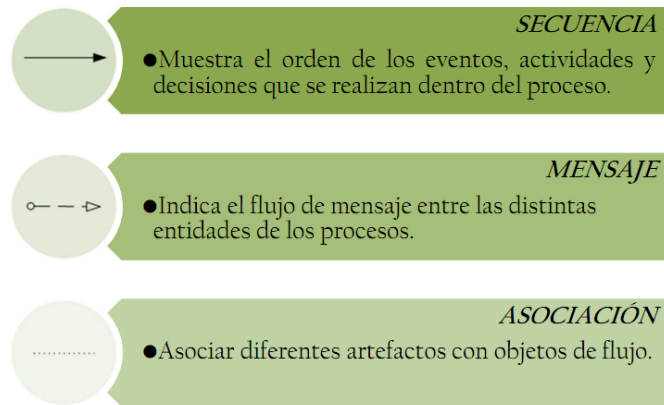 SECUENCIA
●Muestra el orden de los eventos, actividades y
decisiones que se realizan dentro del proceso.
MENSAJE
●Indica el flujo de mensaje entre las distintas
entidades de los procesos.
ASOCIACIÓN
●Asociar diferentes artefactos con objetos de flujo.